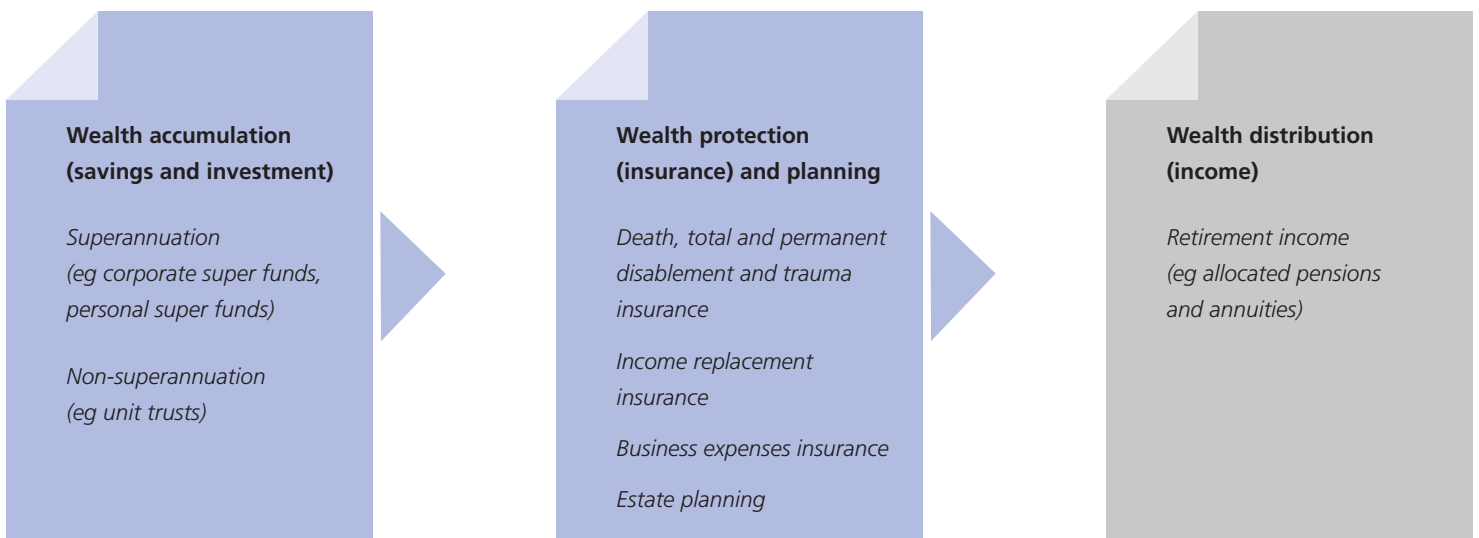 Wealth accumulation
(savings and investment)
Superannuation
(eg corporate super funds,
personal super funds)
Non-superannuation
(eg unit trusts)
Wealth protection
(insurance) and planning
Death, total and permanent
disablement and trauma
insurance
Income replacement
insurance
Business expenses insurance
Estate planning
Wealth distribution
(income)
Retirement income
(eg allocated pensions
and annuities)